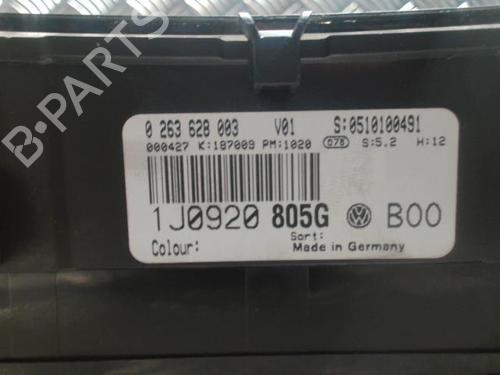 0 263 628 003 V01 S:0510100491
000427 K:187009 PM:1020 078 S:5.2 H:12
1J0920 805G VW B00
Colour: Sort:
Made in Germany
B-PARTS